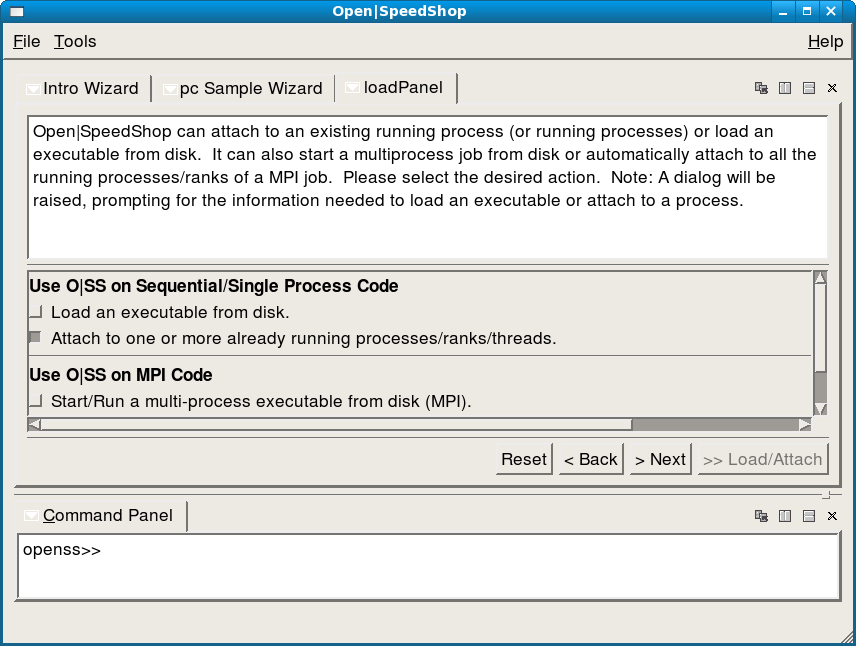 Open|SpeedShop
File Tools Help
Intro Wizard pc Sample Wizard loadPanel
Open|SpeedShop can attach to an existing running process (or running processes) or load an
executable from disk.  It can also start a multiprocess job from disk or automatically attach to all the
running processes/ranks of a MPI job.  Please select the desired action.  Note: A dialog will be
raised, prompting for the information needed to load an executable or attach to a process.
Use O|SS on Sequential/Single Process Code
Load an executable from disk.
Attach to one or more already running processes/ranks/threads.
Use O|SS on MPI Code
Start/Run a multi-process executable from disk (MPI).
Reset < Back > Next >> Load/Attach
Command Panel
openss>>